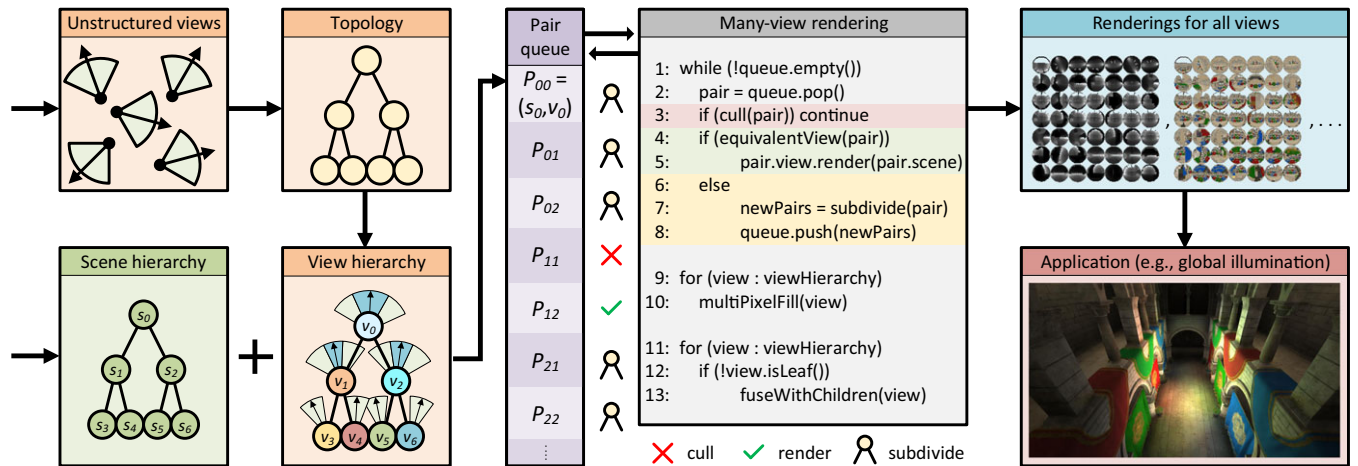 Unstructured views
Topology
Scene hierarchy
s0
s1
s2
s3
s4
s5
s6
+
View hierarchy
v0
v1
v2
v3
v4
v5
v6
Pair
queue
P00 =
(s0,v0)
P01
P02
P11
P12
P21
P22
⋮
Many-view rendering
1: while (!queue.empty())
2: pair = queue.pop()
3: if (cull(pair)) continue
4: if (equivalentView(pair))
5: pair.view.render(pair.scene)
6: else
7: newPairs = subdivide(pair)
8: queue.push(newPairs)
9: for (view : viewHierarchy)
10: multiPixelFill(view)
11: for (view : viewHierarchy)
12: if (!view.isLeaf())
13: fuseWithChildren(view)
cull
render
subdivide
Renderings for all views
, , ...
Application (e.g., global illumination)